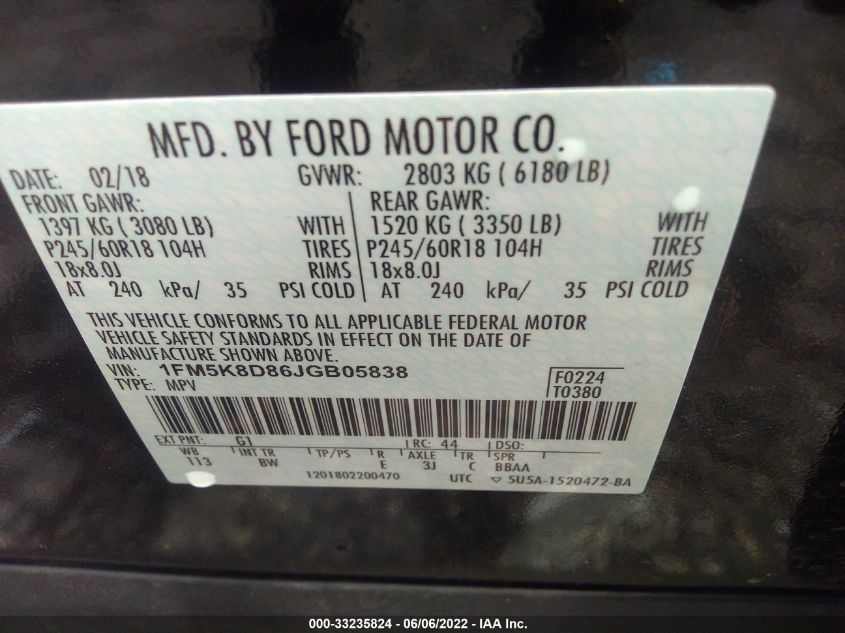 MFD. BY FORD MOTOR CO.
DATE: 02/18 GVWR: 2803 KG ( 6180 LB)
FRONT GAWR: REAR GAWR:
1397 KG ( 3080 LB) WITH 1520 KG ( 3350 LB) WITH
P245/60R18 104H TIRES P245/60R18 104H TIRES
18x8.0J RIMS 18x8.0J RIMS
AT 240 kPa/ 35 PSI COLD AT 240 kPa/ 35 PSI COLD
THIS VEHICLE CONFORMS TO ALL APPLICABLE FEDERAL MOTOR
VEHICLE SAFETY STANDARDS IN EFFECT ON THE DATE OF
MANUFACTURE SHOWN ABOVE.
VIN: 1FM5K8D86JGB05838 F0224
TYPE: MPV T0380
EXT PNT: G1 RC: 44 DSO:
WB INT TR TP/PS R AXLE TR SPR
113 BW E 3J C BBAA
1201802200470 UTC ▽ 5U5A-1520472-BA
000-33235824 - 06/06/2022 - IAA Inc.